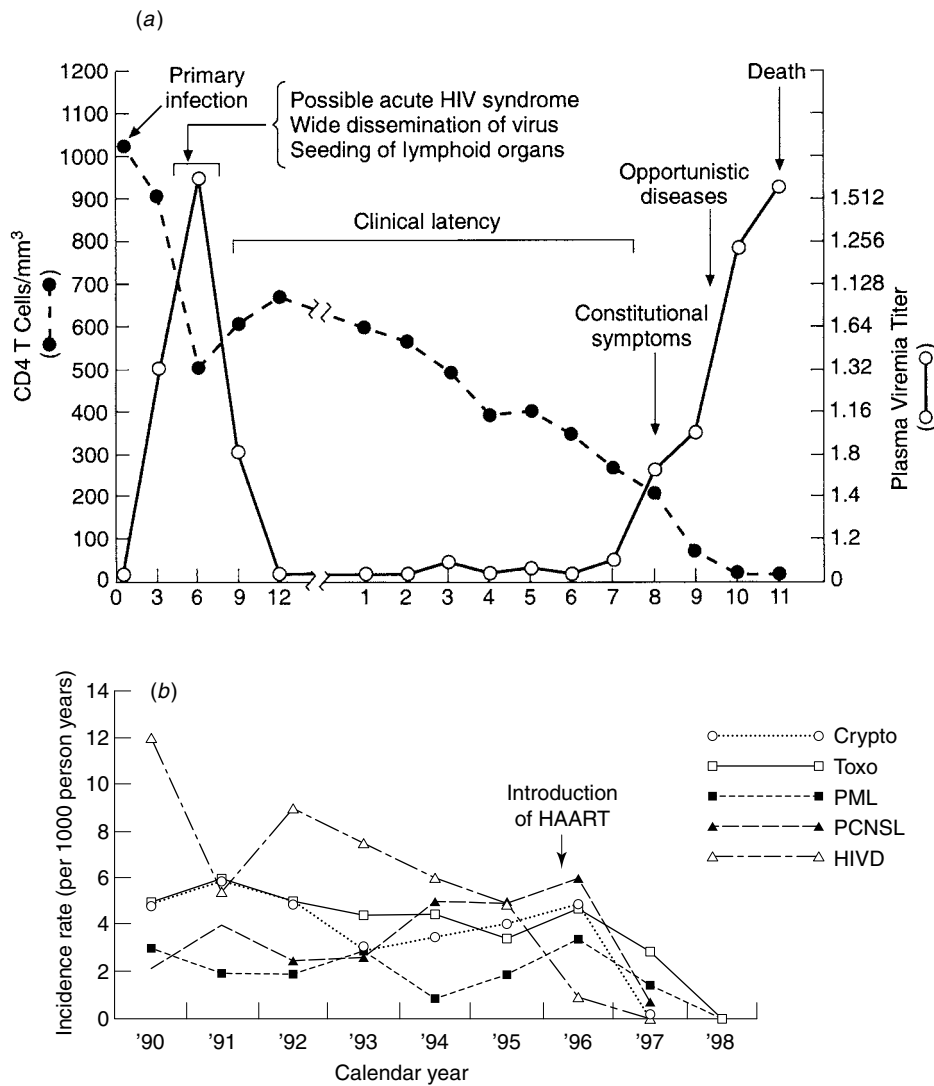 (a)
1200
1100
1000
900
800
700
600
500
400
300
200
100
0
CD4 T Cells/mm³
Primary
infection
Possible acute HIV syndrome
Wide dissemination of virus
Seeding of lymphoid organs
Clinical latency
Constitutional
symptoms
Opportunistic
diseases
Death
1.512
1.256
1.128
1.64
1.32
1.16
1.8
1.4
1.2
0
Plasma Viremia Titer
0 3 6 9 12 1 2 3 4 5 6 7 8 9 10 11
(b)
Incidence rate (per 1000 person years)
14
12
10
8
6
4
2
0
Introduction
of HAART
Crypto
Toxo
PML
PCNSL
HIVD
'90 '91 '92 '93 '94 '95 '96 '97 '98
Calendar year